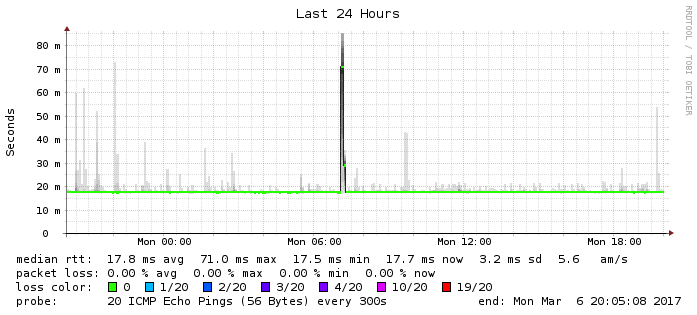 Last 24 Hours
RRDTOOL / TOBI OETIKER
Seconds
80 m
70 m
60 m
50 m
40 m
30 m
20 m
10 m
0
Mon 00:00 Mon 06:00 Mon 12:00 Mon 18:00
median rtt: 17.8 ms avg 71.0 ms max 17.5 ms min 17.7 ms now 3.2 ms sd 5.6 am/s
packet loss: 0.00 % avg 0.00 % max 0.00 % min 0.00 % now
loss color: 0 1/20 2/20 3/20 4/20 10/20 19/20
probe: 20 ICMP Echo Pings (56 Bytes) every 300s end: Mon Mar 6 20:05:08 2017